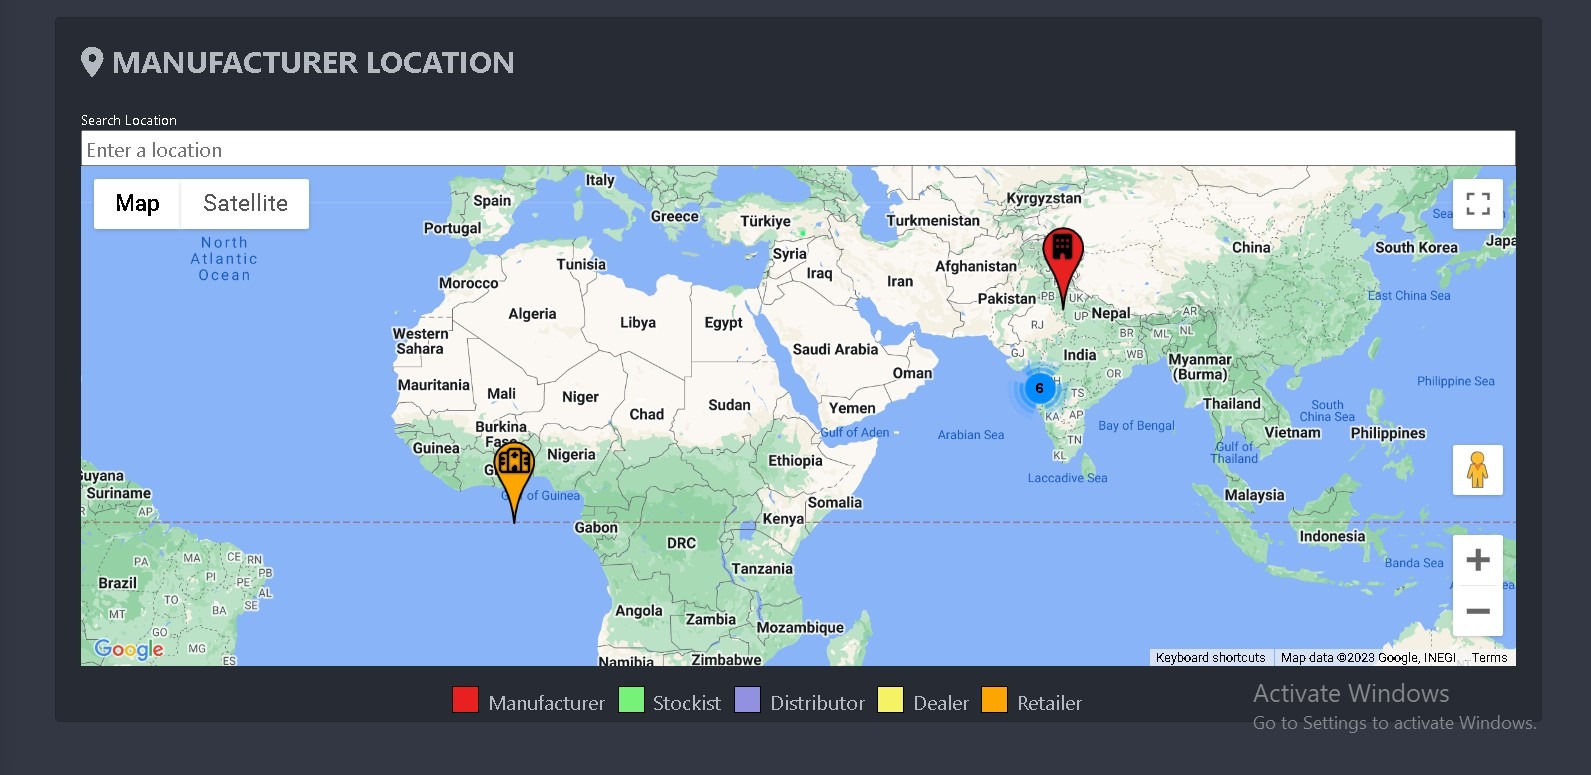 MANUFACTURER LOCATION
Search Location
Enter a location
Map Satellite
Italy
Spain
Kyrgyzstan
Portugal
Greece
Türkiye
Turkmenistan
Sea
North
Atlantic
Ocean
Syria
China
South Korea
Japa
Tunisia
Iraq
Afghanistan
Morocco
Iran
Pakistan
PB
UK
East China Sea
Algeria
Libya
Egypt
UP
Nepal
AR
RJ
BR
ML
NL
Western
Sahara
Saudi Arabia
GJ
India
WB
Myanmar
(Burma)
Oman
OR
Mauritania
Mali
Niger
6
H
TS
Philippine Sea
Chad
Sudan
Yemen
Thailand
South
China Sea
KA
AP
Burkina
Faso
Gulf of Aden
Arabian Sea
Bay of Bengal
Vietnam
Philippines
TN
Guinea
Nigeria
KL
Gulf of
Thailand
G
Ethiopia
Laccadive Sea
Guyana
Suriname
of Guinea
Somalia
Malaysia
AP
Kenya
Gabon
Indonesia
DRC
PA
MA
CE
RN
Banda Sea
Brazil
PI
PE
PB
Tanzania
ea
MT
TO
BA
AL
SE
Angola
Zambia
Mozambique
GO
Google
MG
ES
Namibia
Zimbabwe
Keyboard shortcuts Map data ©2023 Google, INEGI Terms
NT
Manufacturer Stockist Distributor Dealer Retailer
Activate Windows
Go to Settings to activate Windows.